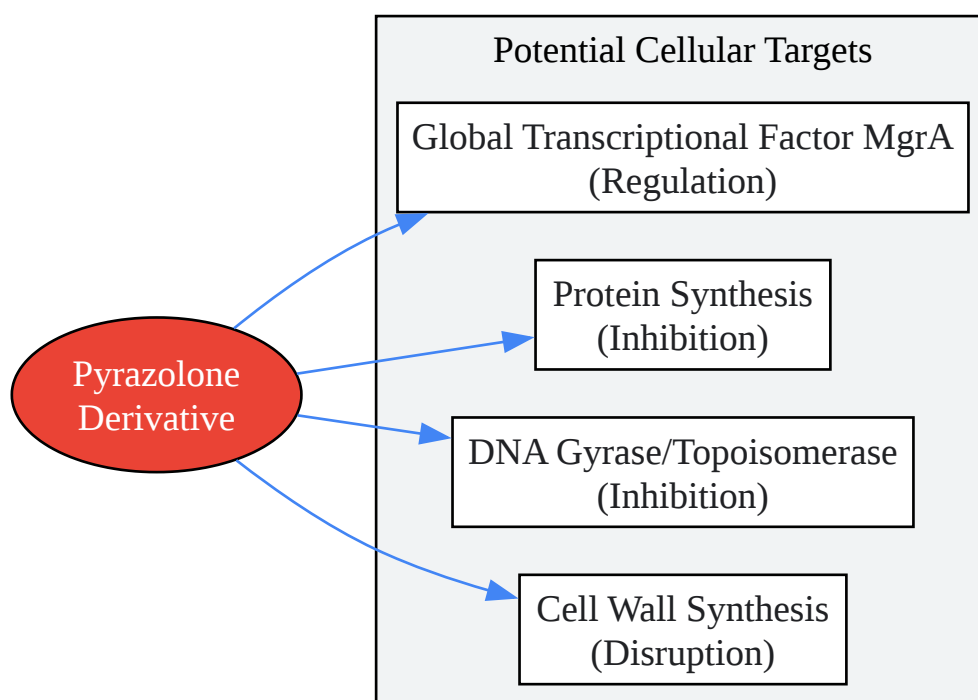 Potential Cellular Targets
Global Transcriptional Factor MgrA
(Regulation)
Protein Synthesis
(Inhibition)
Pyrazolone
Derivative
DNA Gyrase/Topoisomerase
(Inhibition)
Cell Wall Synthesis
(Disruption)